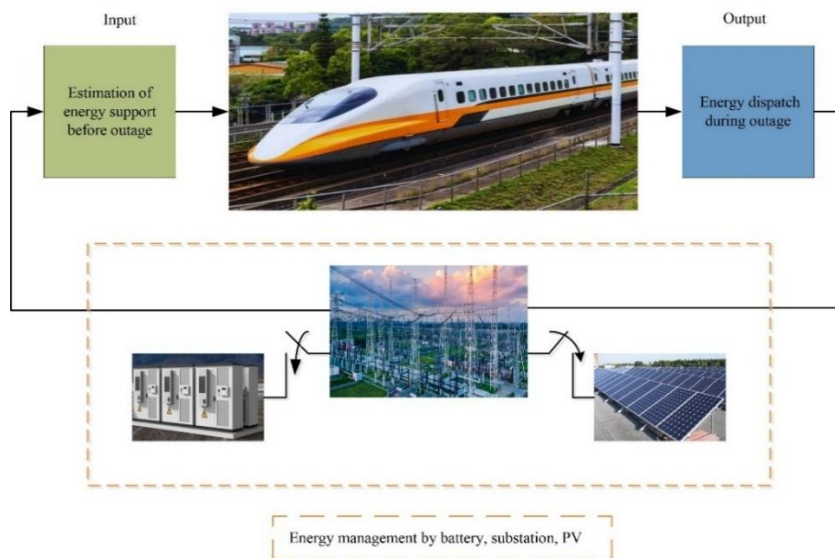 Input
Output
Estimation of
energy support
before outage
Energy dispatch
during outage
Energy management by battery, substation, PV